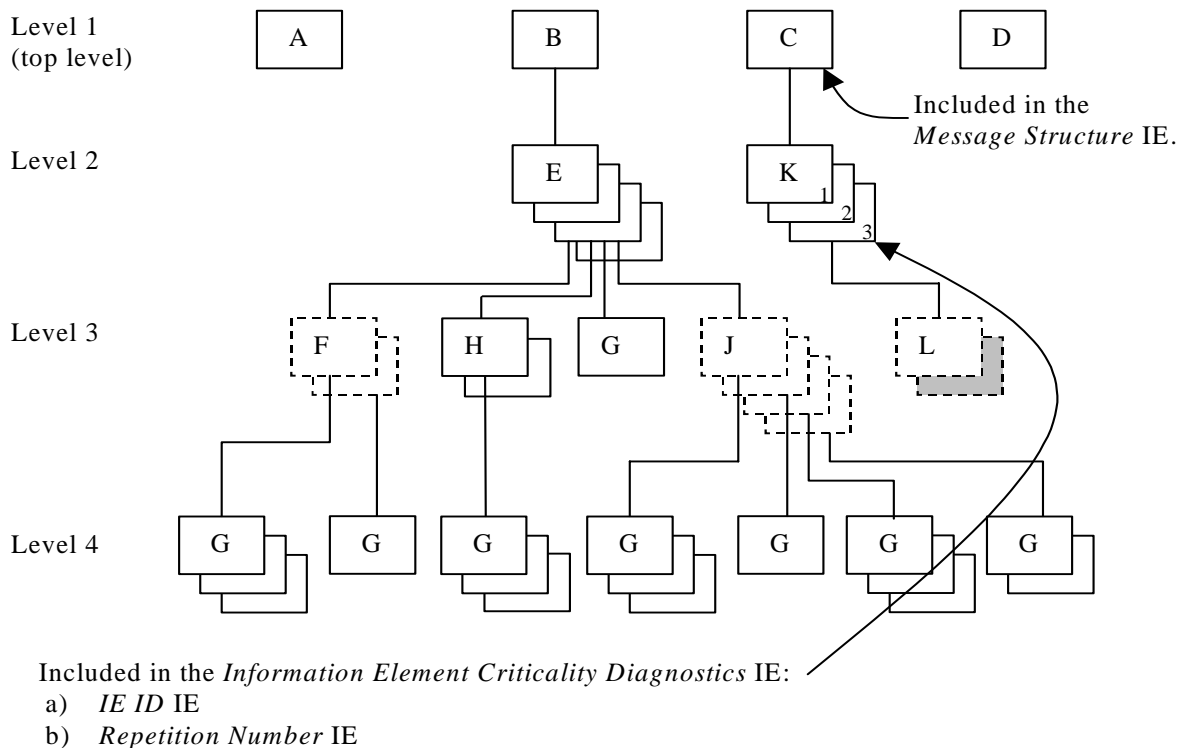 Level 1
(top level)
A
B
C
D
Included in the
Message Structure IE.
Level 2
E
K
1
2
3
Level 3
F
H
G
J
L
Level 4
G
G
G
G
G
G
G
Included in the Information Element Criticality Diagnostics IE:
a) IE ID IE
b) Repetition Number IE